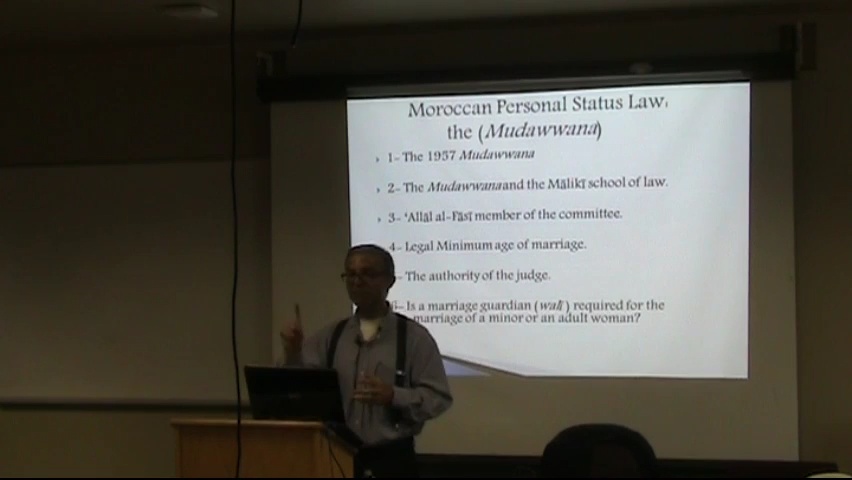 Moroccan Personal Status Law:
the (Mudawwana)
1- The 1957 Mudawwana
2- The Mudawwana and the Mālikī school of law.
3- ‘Allāl al-Fāsī member of the committee.
4- Legal Minimum age of marriage.
- The authority of the judge.
6- Is a marriage guardian (walī) required for the
marriage of a minor or an adult woman?